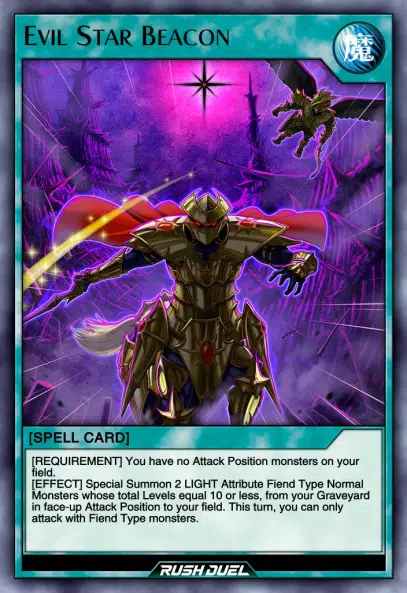 Evil Star Beacon
魔
[SPELL CARD]
[REQUIREMENT] You have no Attack Position monsters on your
field.
[EFFECT] Special Summon 2 LIGHT Attribute Fiend Type Normal
Monsters whose total Levels equal 10 or less, from your Graveyard
in face-up Attack Position to your field. This turn, you can only
attack with Fiend Type monsters.
RUSH DUEL